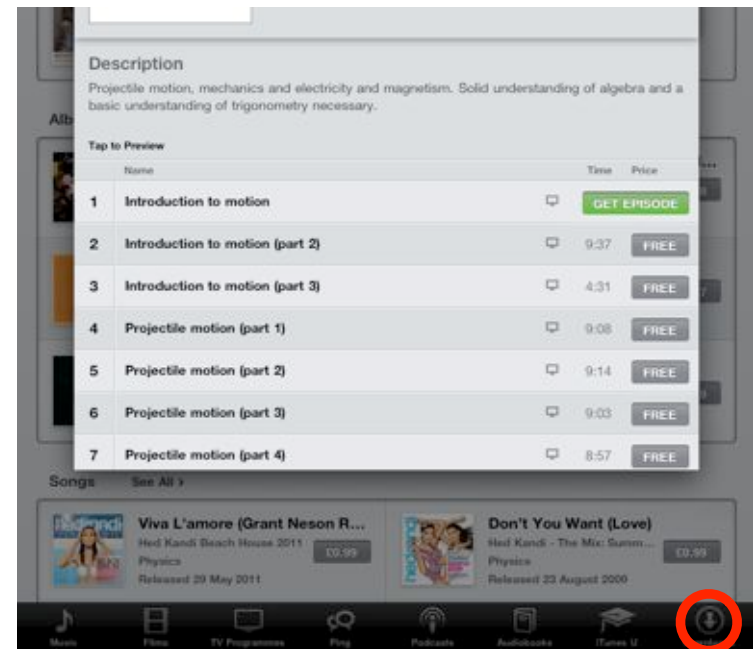 Description
Projectile motion, mechanics and electricity and magnetism. Solid understanding of algebra and a
basic understanding of trigonometry necessary.
Alb
Tap to Preview
Name Time Price
1 Introduction to motion GET EPISODE
2 Introduction to motion (part 2) 9:37 FREE
3 Introduction to motion (part 3) 4:31 FREE
4 Projectile motion (part 1) 9:08 FREE
5 Projectile motion (part 2) 9:14 FREE
6 Projectile motion (part 3) 9:03 FREE
7 Projectile motion (part 4) 8:57 FREE
Songs See All >
Viva L'amore (Grant Neson R...
Hed Kandi Beach House 2011 £0.99
Physics
Released 29 May 2011
Don't You Want (Love)
Hed Kandi - The Mix: Summ... £0.99
Physics
Released 23 August 2009
Music Films TV Programmes Ping Podcasts Audiobooks iTunes U